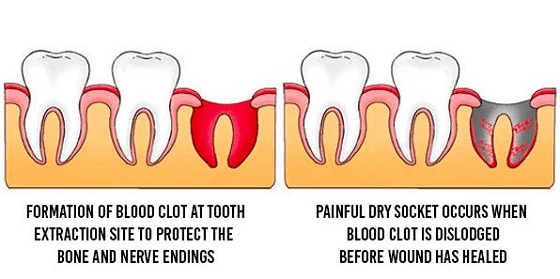 FORMATION OF BLOOD CLOT AT TOOTH
EXTRACTION SITE TO PROTECT THE
BONE AND NERVE ENDINGS
PAINFUL DRY SOCKET OCCURS WHEN
BLOOD CLOT IS DISLODGED
BEFORE WOUND HAS HEALED